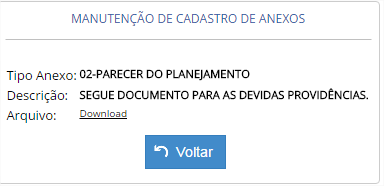 MANUTENÇÃO DE CADASTRO DE ANEXOS
Tipo Anexo: 02-PARECER DO PLANEJAMENTO
Descrição: SEGUE DOCUMENTO PARA AS DEVIDAS PROVIDÊNCIAS.
Arquivo: Download
Voltar